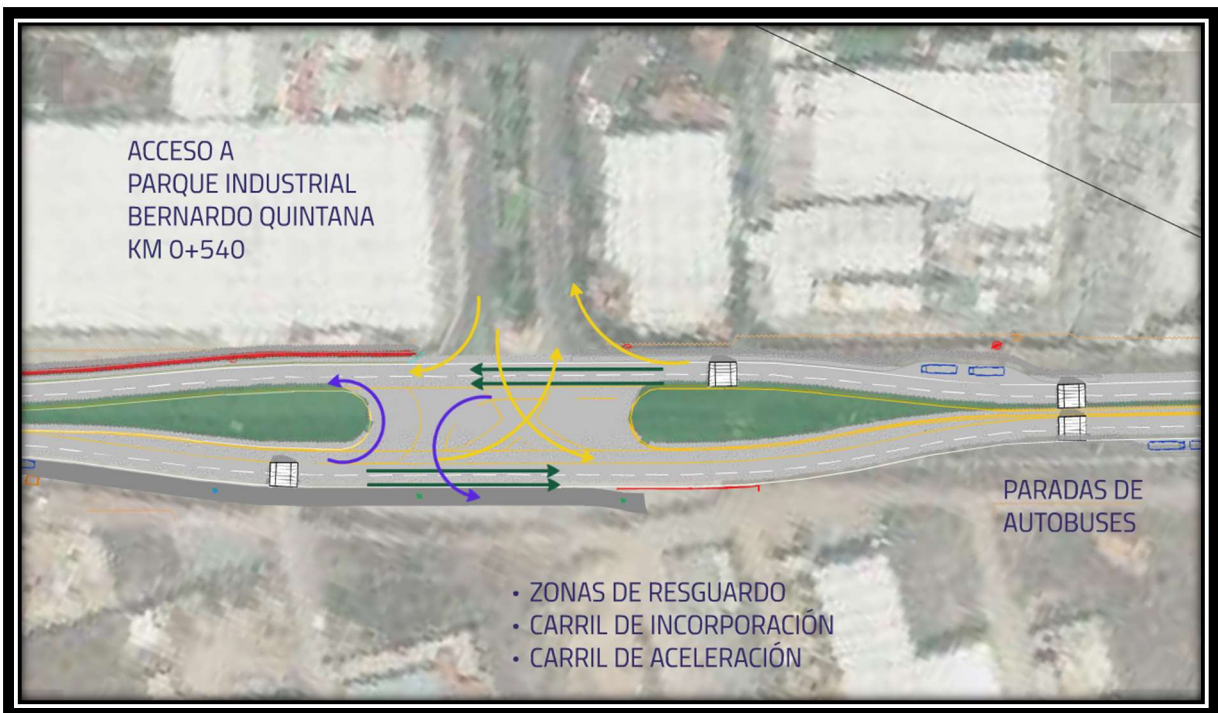 ACCESO A
PARQUE INDUSTRIAL
BERNARDO QUINTANA
KM 0+540
PARADAS DE
AUTOBUSES
• ZONAS DE RESGUARDO
• CARRIL DE INCORPORACIÓN
• CARRIL DE ACELERACIÓN